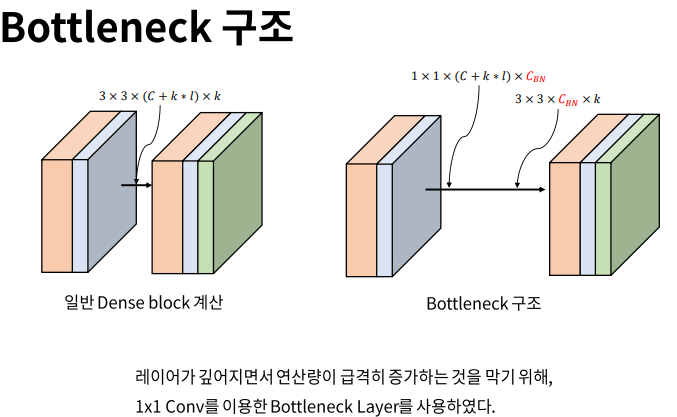 Bottleneck 구조
1 × 1 × (C + k ∗ l) × C_BN
3 × 3 × (C + k ∗ l) × k
3 × 3 × C_BN × k
일반 Dense block 계산
Bottleneck 구조
레이어가 깊어지면서 연산량이 급격히 증가하는 것을 막기 위해,
1x1 Conv를 이용한 Bottleneck Layer를 사용하였다.